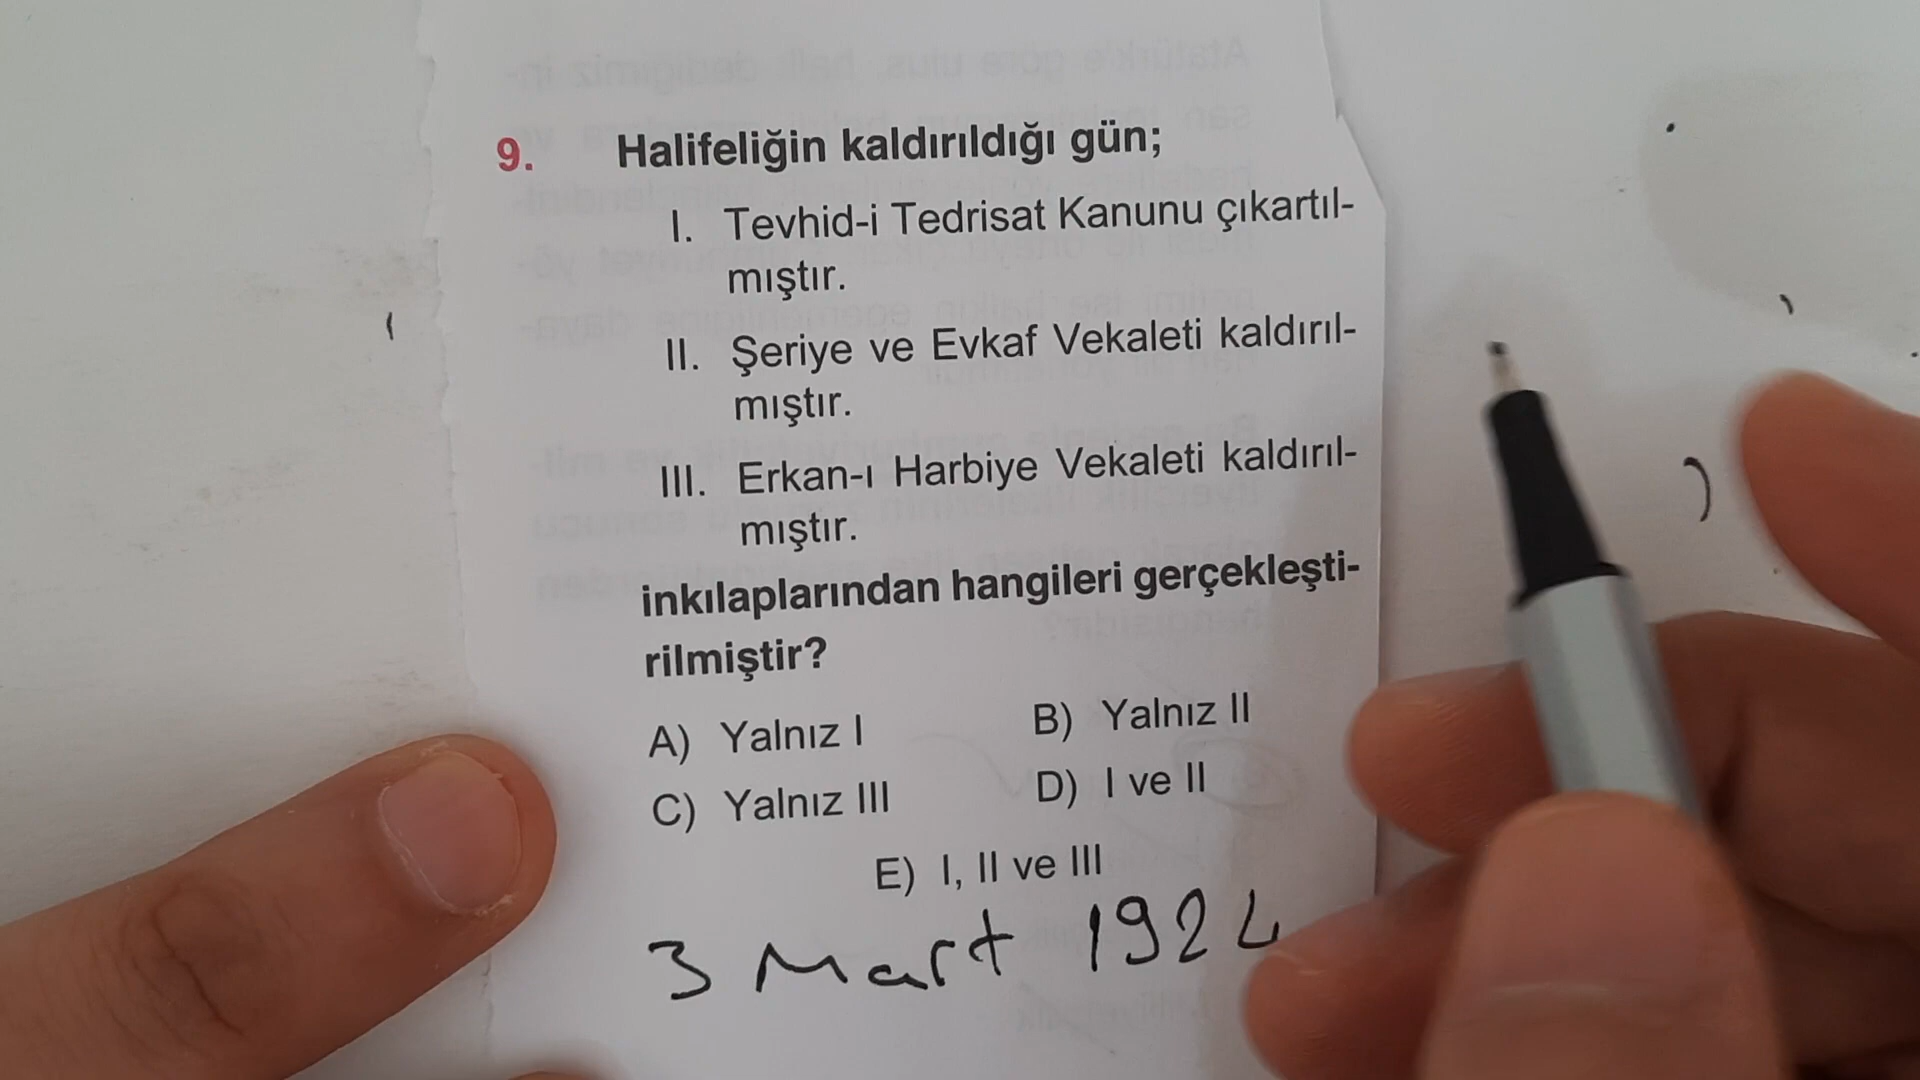 9. Halifeliğin kaldırıldığı gün;
I. Tevhid-i Tedrisat Kanunu çıkartıl-
mıştır.
II. Şeriye ve Evkaf Vekaleti kaldırıl-
mıştır.
III. Erkan-ı Harbiye Vekaleti kaldırıl-
mıştır.
inkılaplarından hangileri gerçekleşti-
rilmiştir?
A) Yalnız I B) Yalnız II
C) Yalnız III D) I ve II
E) I, II ve III
3 Mart 1924